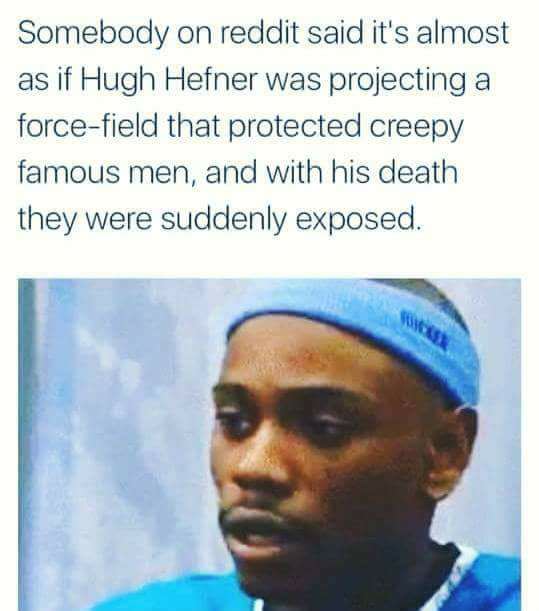 Somebody on reddit said it's almost
as if Hugh Hefner was projecting a
force-field that protected creepy
famous men, and with his death
they were suddenly exposed.